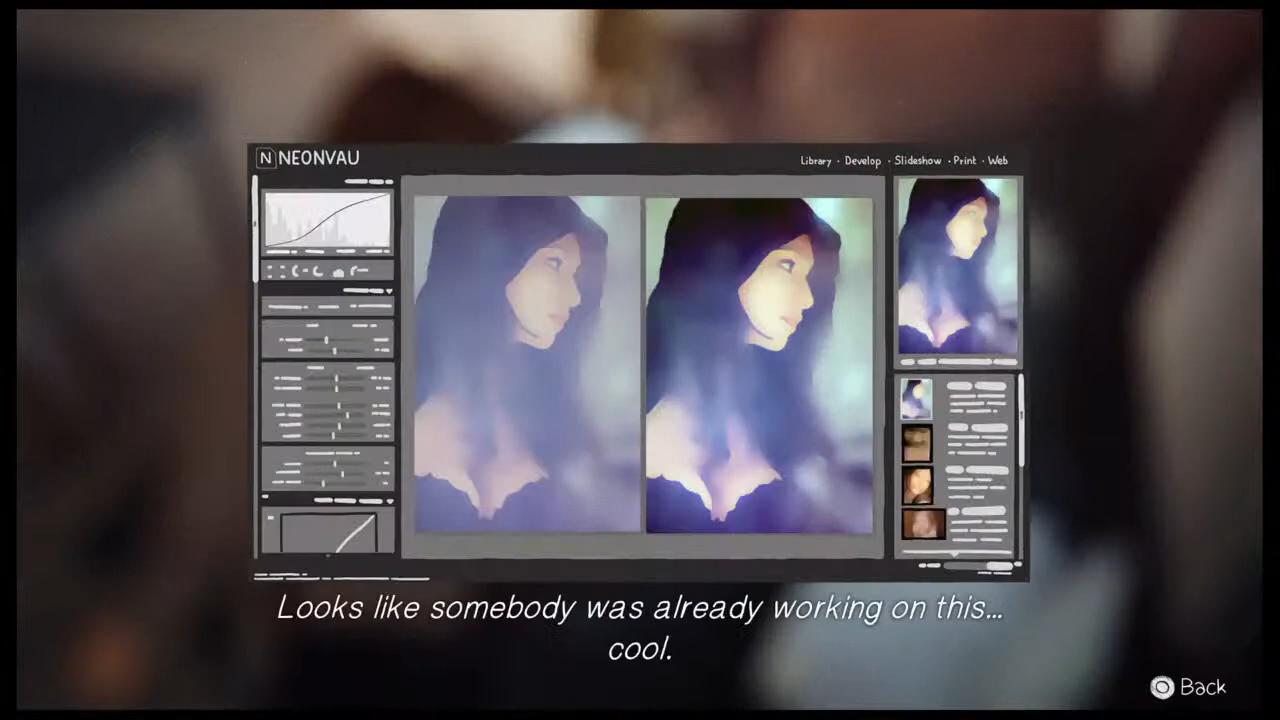 N NEONVAU
Library · Develop · Slideshow · Print · Web
Looks like somebody was already working on this...
cool.
Back